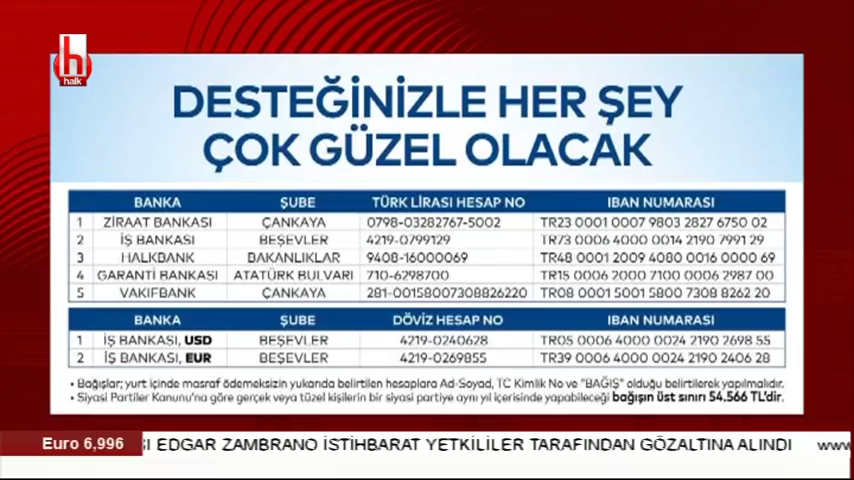 h
halk
DESTEĞİNİZLE HER ŞEY
ÇOK GÜZEL OLACAK
BANKA ŞUBE TÜRK LİRASI HESAP NO IBAN NUMARASI
1 ZİRAAT BANKASI ÇANKAYA 0798-03282767-5002 TR23 0001 0007 9803 2827 6750 02
2 İŞ BANKASI BEŞEVLER 4219-0799129 TR73 0006 4000 0014 2190 7991 29
3 HALKBANK BAKANLIKLAR 9408-16000069 TR48 0001 2009 4080 0016 0000 69
4 GARANTİ BANKASI ATATÜRK BULVARI 710-6298700 TR15 0006 2000 7100 0006 2987 00
5 VAKIFBANK ÇANKAYA 281-00158007308826220 TR08 0001 5001 5800 7308 8262 20
BANKA ŞUBE DÖVİZ HESAP NO IBAN NUMARASI
1 İŞ BANKASI, USD BEŞEVLER 4219-0240628 TR05 0006 4000 0024 2190 2698 55
2 İŞ BANKASI, EUR BEŞEVLER 4219-0269855 TR39 0006 4000 0024 2190 2406 28
• Bağışlar; yurt içinde masraf ödemeksizin yukarıda belirtilen hesaplara Ad-Soyad, TC Kimlik No ve "BAĞIŞ" olduğu belirtilerek yapılmalıdır.
• Siyasi Partiler Kanunu'na göre gerçek veya tüzel kişilerin bir siyasi partiye aynı yıl içerisinde yapabileceği bağışın üst sınırı 54.566 TL'dir.
Euro 6,996 SI EDGAR ZAMBRANO İSTİHBARAT YETKİLİLER TARAFINDAN GÖZALTINA ALINDI www